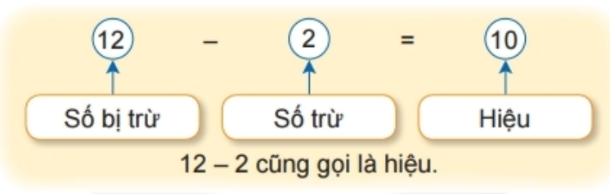 12 – 2 = 10
Số bị trừ Số trừ Hiệu
12 – 2 cũng gọi là hiệu.